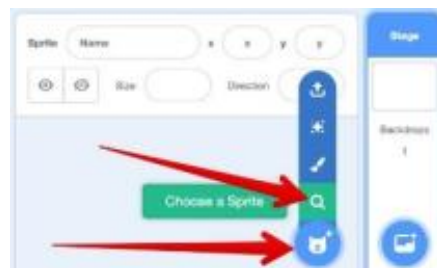 Sprite Name x x y y Stage
Size Direction
Backdrops
1
Choose a Sprite